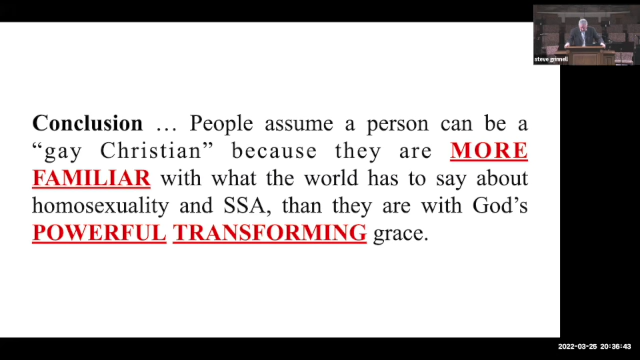 steve grinnell
Conclusion … People assume a person can be a
“gay Christian” because they are MORE
FAMILIAR with what the world has to say about
homosexuality and SSA, than they are with God’s
POWERFUL TRANSFORMING grace.
2022-03-25 20:36:43